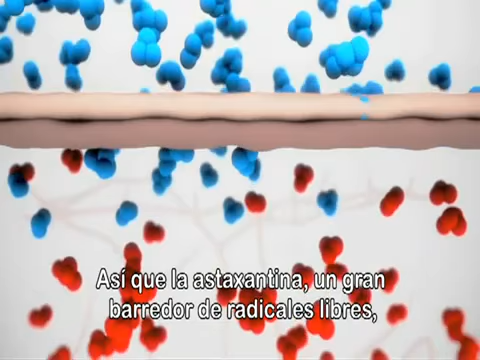 Así que la astaxantina, un gran
barredor de radicales libres,